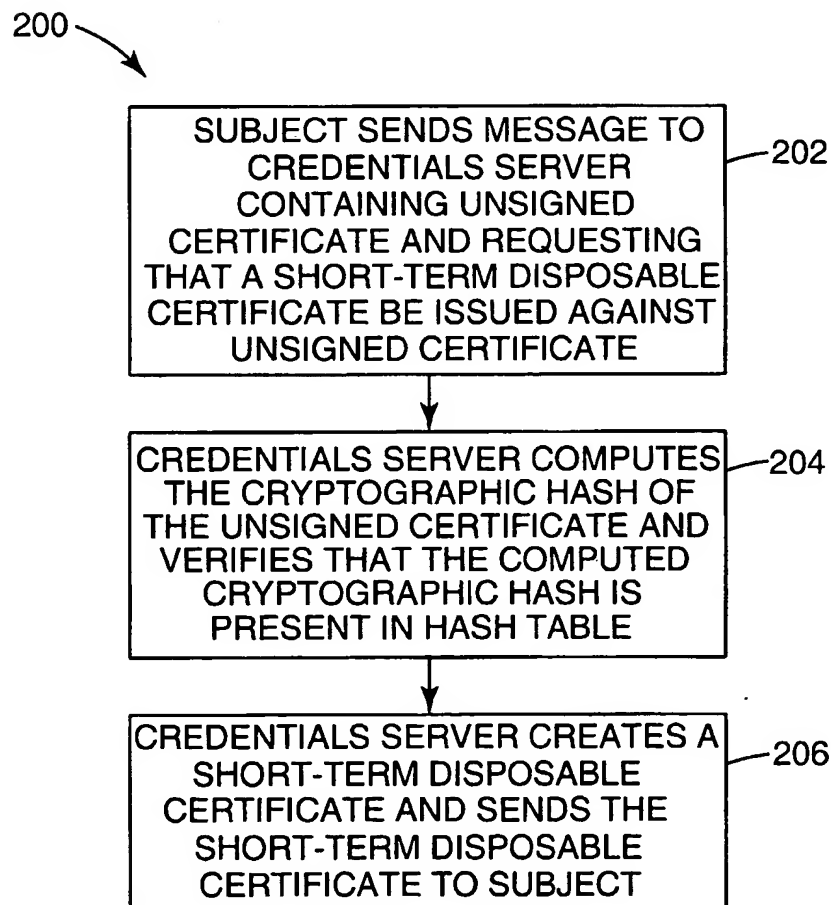 200
SUBJECT SENDS MESSAGE TO
CREDENTIALS SERVER
CONTAINING UNSIGNED
CERTIFICATE AND REQUESTING
THAT A SHORT-TERM DISPOSABLE
CERTIFICATE BE ISSUED AGAINST
UNSIGNED CERTIFICATE
202
CREDENTIALS SERVER COMPUTES
THE CRYPTOGRAPHIC HASH OF
THE UNSIGNED CERTIFICATE AND
VERIFIES THAT THE COMPUTED
CRYPTOGRAPHIC HASH IS
PRESENT IN HASH TABLE
204
CREDENTIALS SERVER CREATES A
SHORT-TERM DISPOSABLE
CERTIFICATE AND SENDS THE
SHORT-TERM DISPOSABLE
CERTIFICATE TO SUBJECT
206